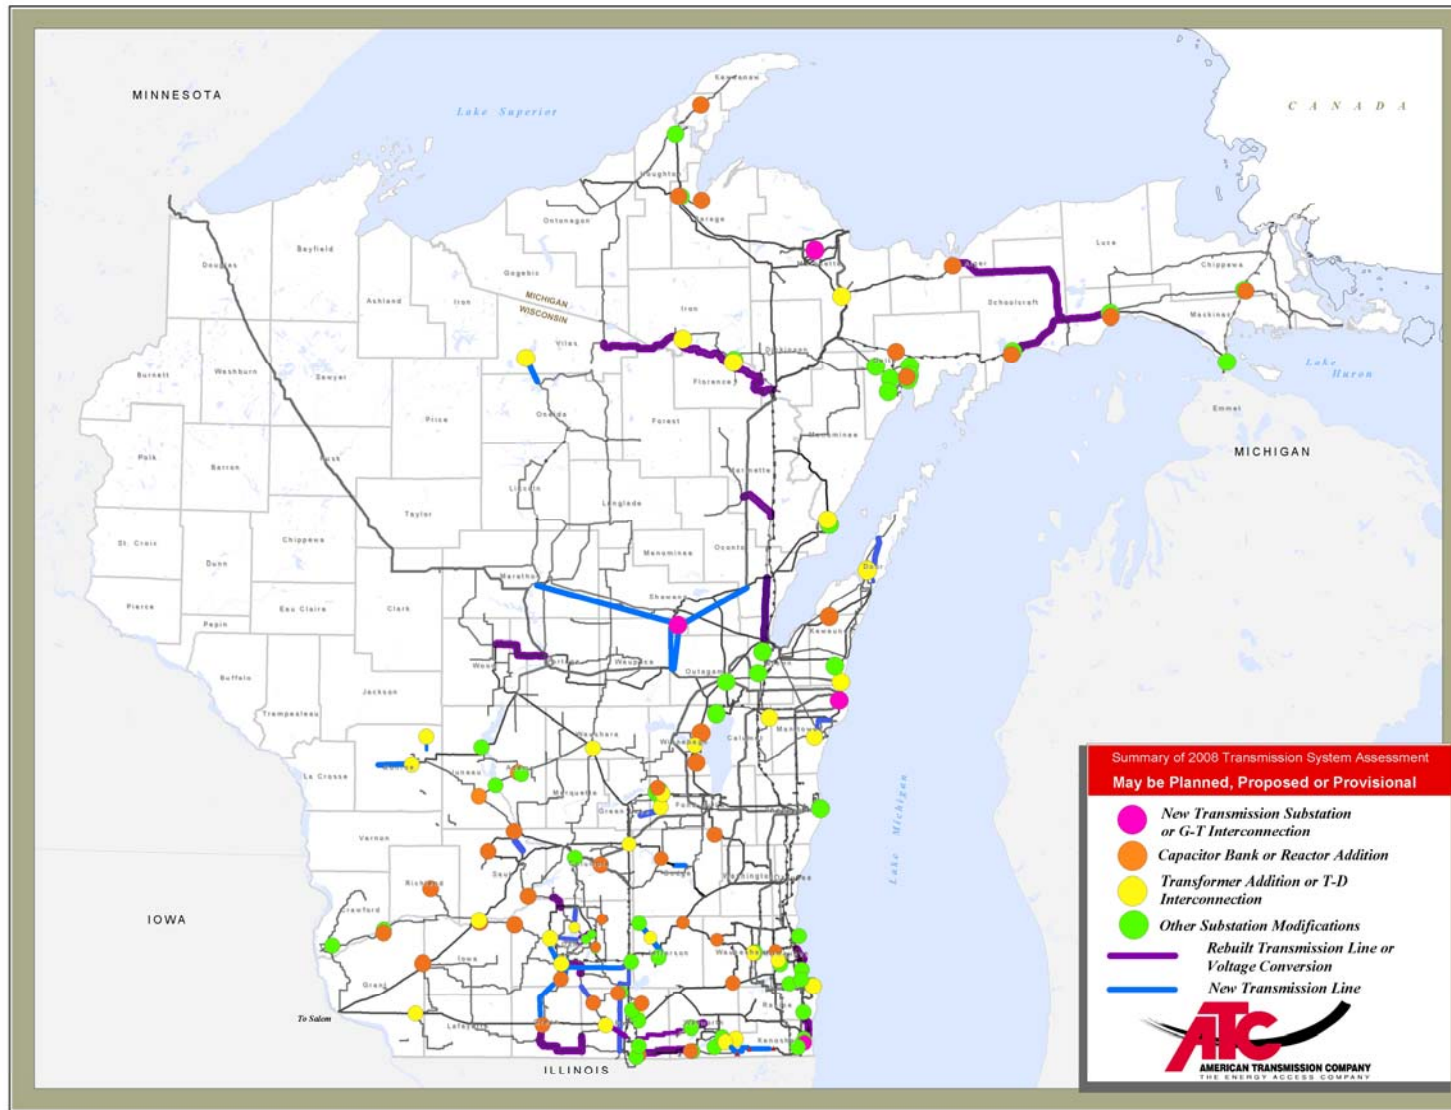 MINNESOTA
Lake Superior
CANADA
Keweenaw
Houghton
Baraga
Ontonagon
Gogebic
MICHIGAN
WISCONSIN
Iron
Marquette
Alger
Luce
Chippewa
Schoolcraft
Mackinac
Lake
Huron
Emmet
MICHIGAN
Douglas
Bayfield
Ashland
Iron
Vilas
Dickinson
Delta
Florence
Menominee
Burnett
Washburn
Sawyer
Price
Oneida
Forest
Marinette
Polk
Barron
Rusk
Lincoln
Langlade
Taylor
St. Croix
Dunn
Chippewa
Menominee
Oconto
Door
Pierce
Pepin
Eau Claire
Clark
Marathon
Shawano
Kewaunee
Buffalo
Trempealeau
Jackson
Wood
Portage
Waupaca
Outagamie
Brown
La Crosse
Monroe
Juneau
Adams
Waushara
Winnebago
Calumet
Manitowoc
Marquette
Green Lake
Fond du Lac
Vernon
Richland
Sauk
Columbia
Dodge
Washington
Ozaukee
Crawford
Iowa
Dane
Jefferson
Waukesha
Grant
Lafayette
Green
Rock
Walworth
Racine
Kenosha
IOWA
To Salem
ILLINOIS
Lake Michigan
Summary of 2008 Transmission System Assessment
May be Planned, Proposed or Provisional
New Transmission Substation
or G-T Interconnection
Capacitor Bank or Reactor Addition
Transformer Addition or T-D
Interconnection
Other Substation Modifications
Rebuilt Transmission Line or
Voltage Conversion
New Transmission Line
ATC
AMERICAN TRANSMISSION COMPANY
THE ENERGY ACCESS COMPANY